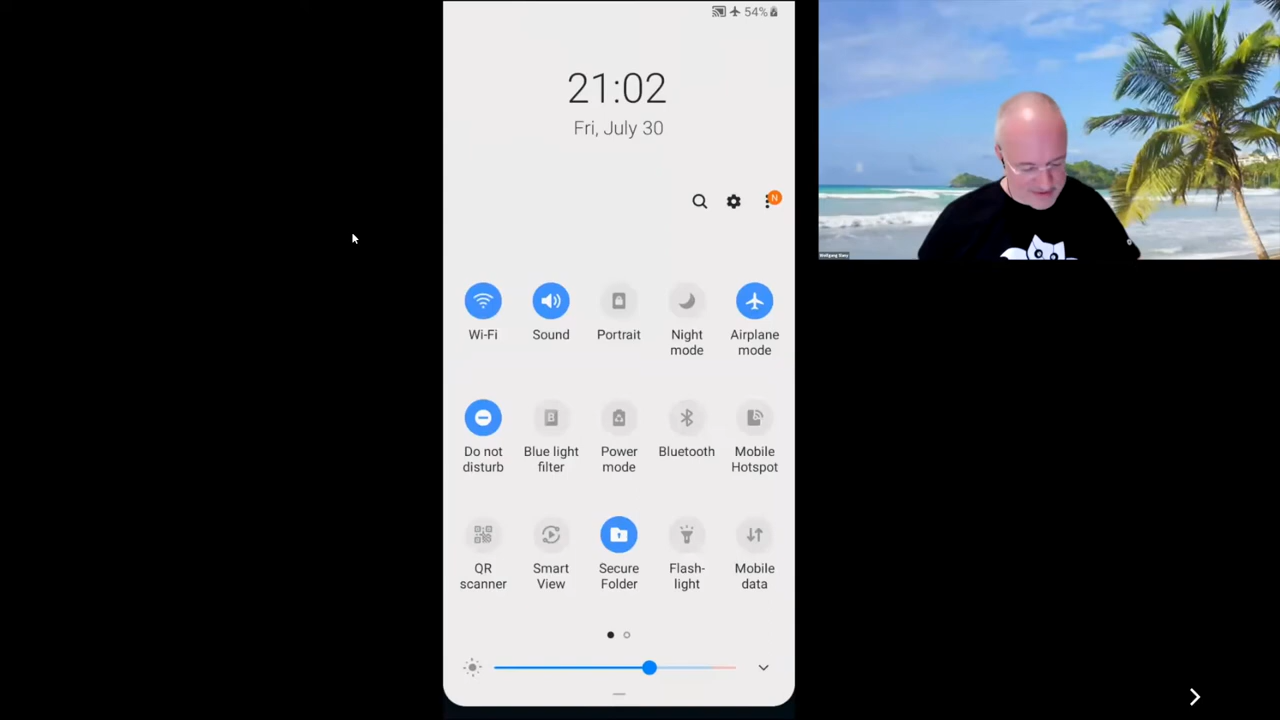 54%
21:02
Fri, July 30
N
Wi-Fi
Sound
Portrait
Night
mode
Airplane
mode
Do not
disturb
Blue light
filter
Power
mode
Bluetooth
Mobile
Hotspot
QR
scanner
Smart
View
Secure
Folder
Flash-
light
Mobile
data